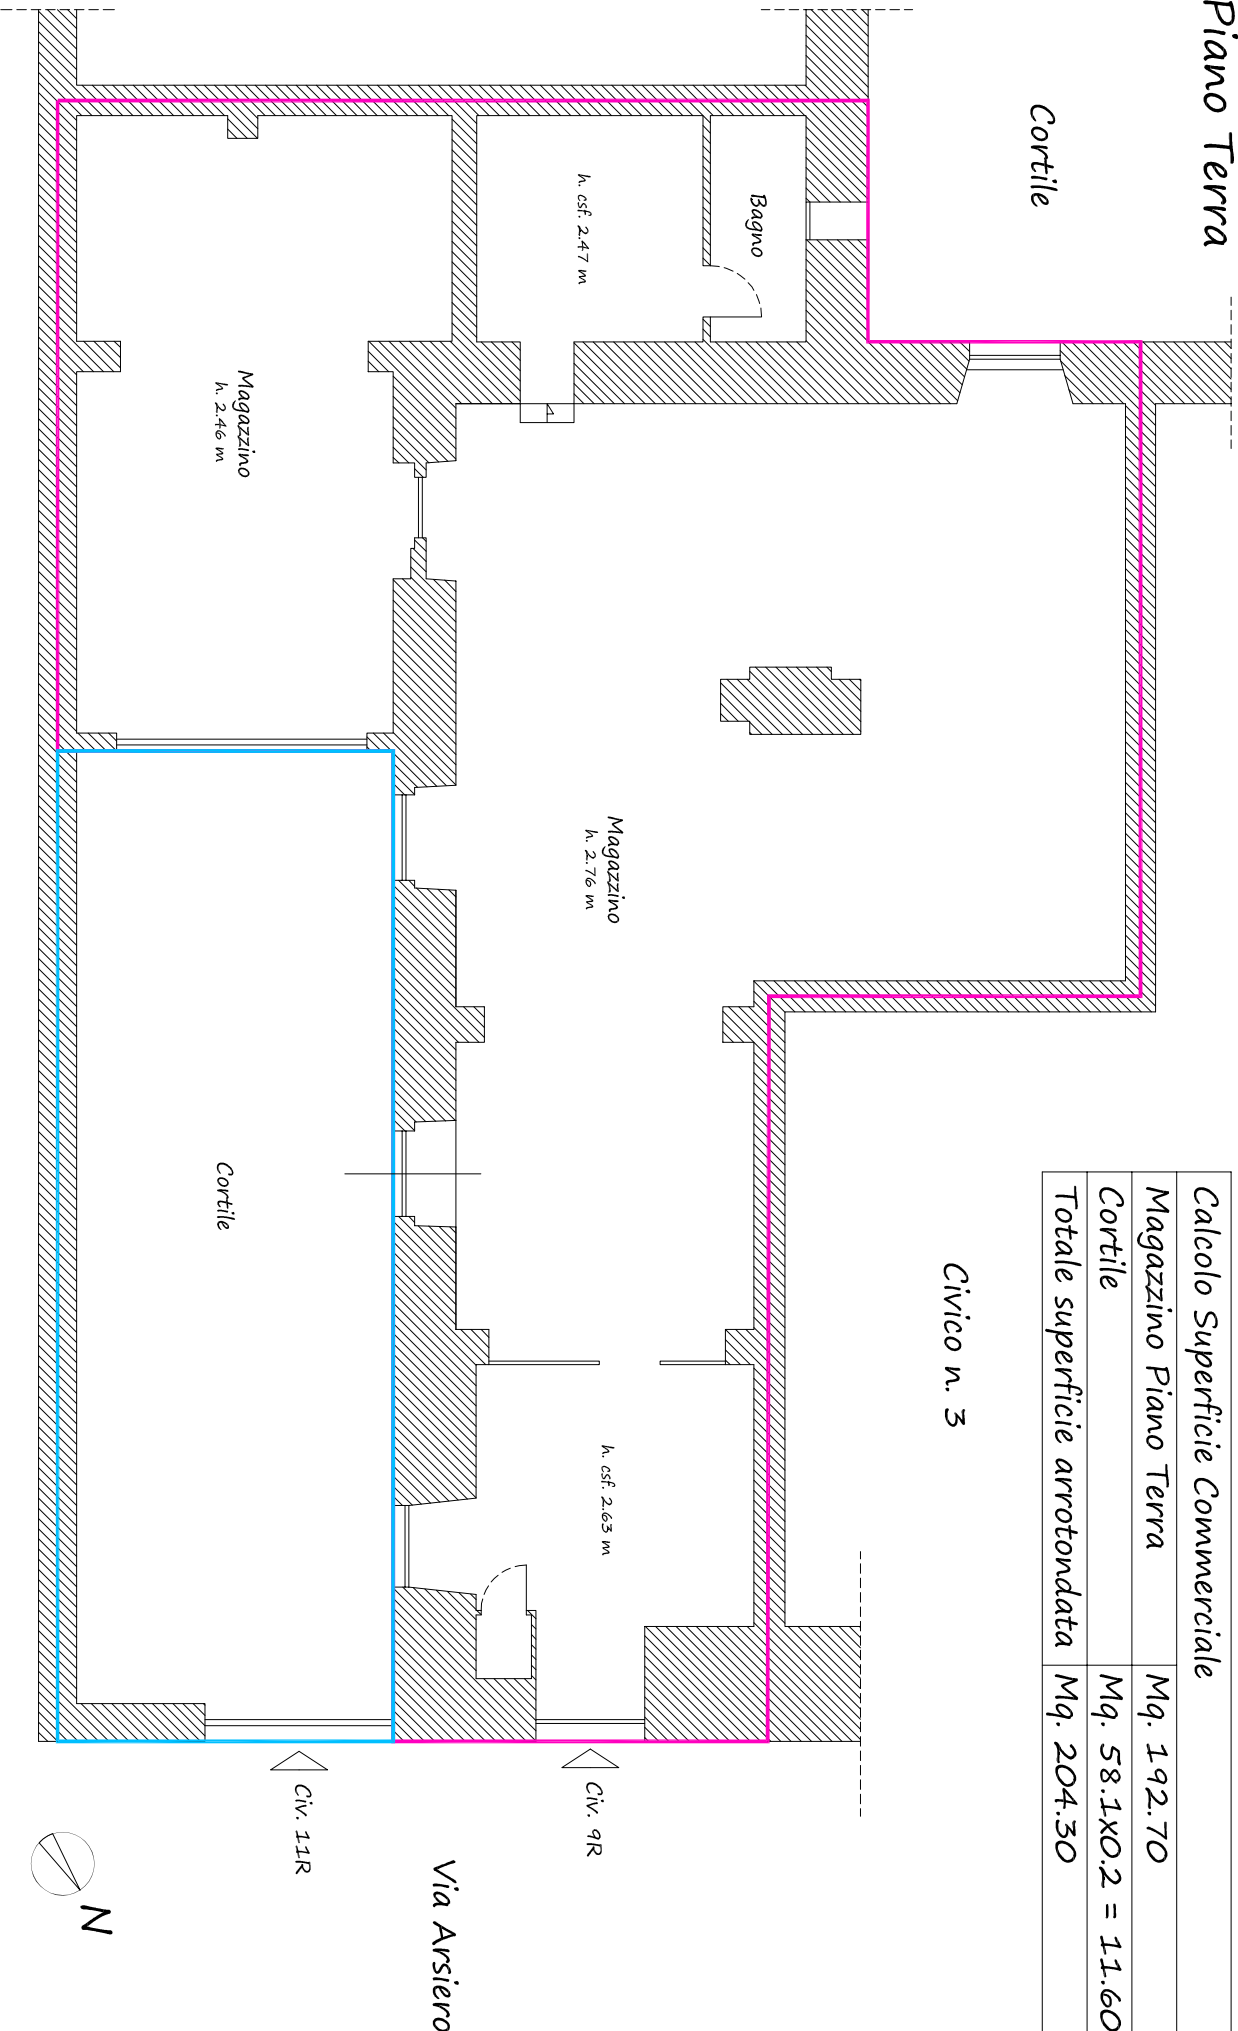 Piano Terra
Cortile
Calcolo Superficie Commerciale
Magazzino Piano Terra Mq. 192.70
Cortile Mq. 58.1x0.2 = 11.60
Totale superficie arrotondata Mq. 204.30
Civico n. 3
Bagno
h. csf. 2.47 m
Magazzino
h. 2.76 m
h. csf. 2.63 m
Civ. 9R
Magazzino
h. 2.46 m
Cortile
Civ. 11R
Via Arsiero
N